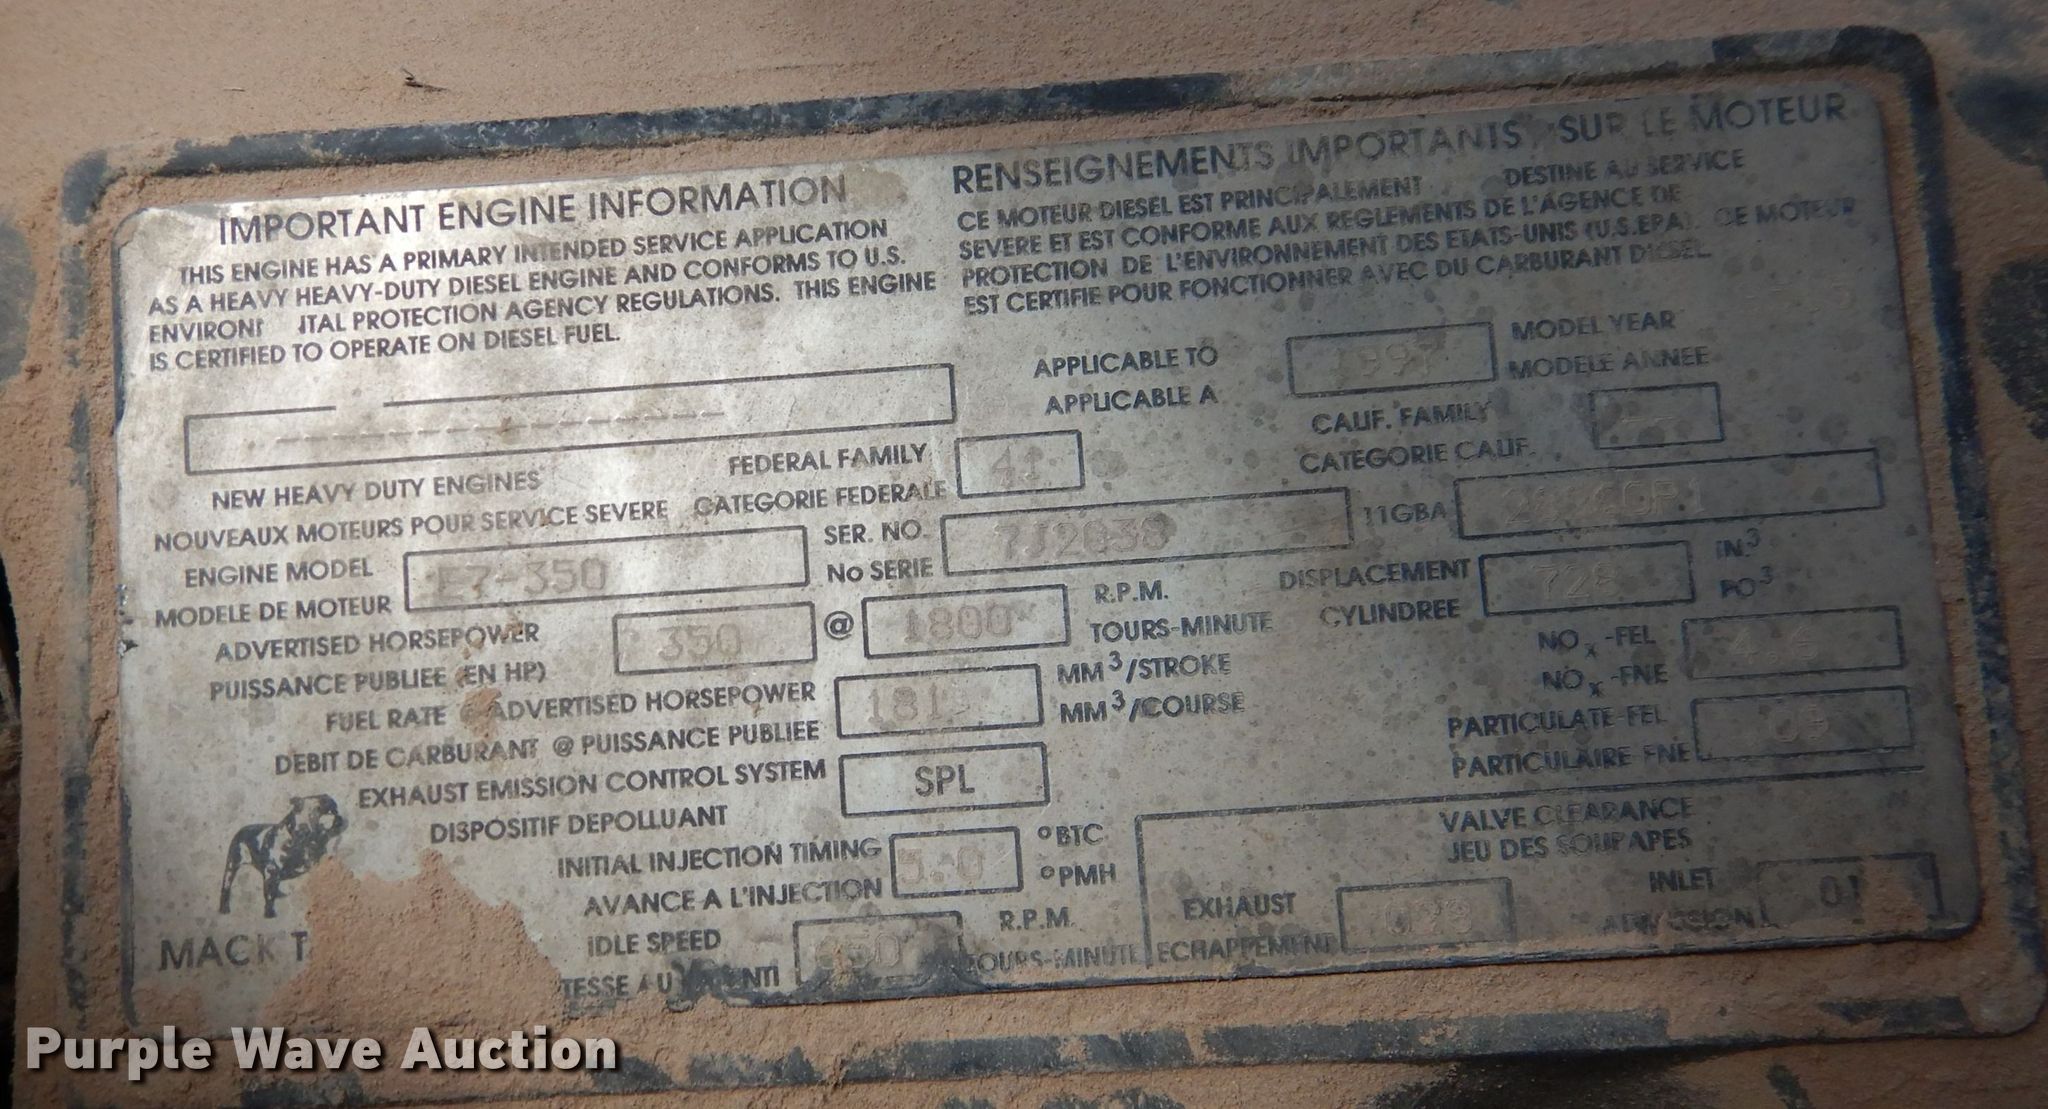 IMPORTANT ENGINE INFORMATION
THIS ENGINE HAS A PRIMARY INTENDED SERVICE APPLICATION
AS A HEAVY HEAVY-DUTY DIESEL ENGINE AND CONFORMS TO U.S.
PROTECTION AGENCY REGULATIONS. THIS ENGINE
IS CERTIFIED TO OPERATE ON DIESEL FUEL.
RENSEIGNEMENTS IMPORTANTS SUR LE MOTEUR
CE MOTEUR DIESEL EST PRINCIPALEMENT DESTINE AU SERVICE
SEVERE ET EST CONFORME AUX REGLEMENTS DE L'AGENCE DE
PROTECTION DE L'ENVIRONNEMENT DES ETATS-UNIS (U.S.EPA). CE MOTEUR
EST CERTIFIE POUR FONCTIONNER AVEC DU CARBURANT DIESEL.
APPLICABLE TO 1997 MODEL YEAR
APPLICABLE A MODELE ANNEE
NEW HEAVY DUTY ENGINES
NOUVEAUX MOTEURS POUR SERVICE SEVERE
FEDERAL FAMILY 41
CATEGORIE FEDERALE
CALIF. FAMILY
CATEGORIE CALIF.
ENGINE MODEL E7-350
MODELE DE MOTEUR
SER. NO. 7J2038
No SERIE
11GBA
ADVERTISED HORSEPOWER 350 @ 1800 R.P.M.
PUISSANCE PUBLIEE (EN HP) TOURS-MINUTE
DISPLACEMENT 728 IN.3
CYLINDREE PO3
FUEL RATE ADVERTISED HORSEPOWER 181 MM3/STROKE
DEBIT DE CARBURANT @ PUISSANCE PUBLIEE MM3/COURSE
NOx-FEL
NOx-FNE
EXHAUST EMISSION CONTROL SYSTEM SPL
DISPOSITIF DEPOLLUANT
PARTICULATE-FEL
PARTICULAIRE FNE
INITIAL INJECTION TIMING 5.0 °BTC
AVANCE A L'INJECTION °PMH
IDLE SPEED R.P.M.
VALVE CLEARANCE
JEU DES SOUPAPES
EXHAUST
ECHAPPEMENT
INLET
ADMISSION
MACK
Purple Wave Auction